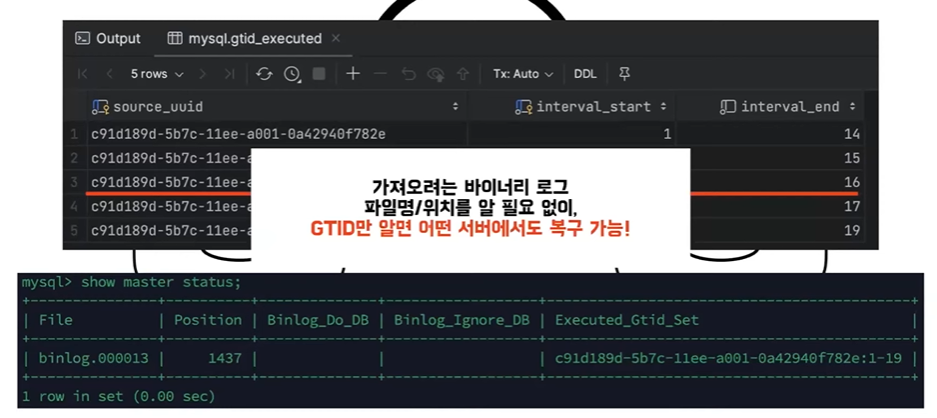 Output mysql.gtid_executed
5 rows Tx: Auto DDL
source_uuid interval_start interval_end
1 c91d189d-5b7c-11ee-a001-0a42940f782e 1 14
2 c91d189d-5b7c-11ee-a 15
3 c91d189d-5b7c-11ee-a 16
4 c91d189d-5b7c-11ee-a 17
5 c91d189d-5b7c-11ee-a 19
가져오려는 바이너리 로그
파일명/위치를 알 필요 없이,
GTID만 알면 어떤 서버에서도 복구 가능!
mysql> show master status;
+---------------+----------+--------------+------------------+-------------------------------------------+
| File | Position | Binlog_Do_DB | Binlog_Ignore_DB | Executed_Gtid_Set |
+---------------+----------+--------------+------------------+-------------------------------------------+
| binlog.000013 | 1437 | | | c91d189d-5b7c-11ee-a001-0a42940f782e:1-19 |
+---------------+----------+--------------+------------------+-------------------------------------------+
1 row in set (0.00 sec)